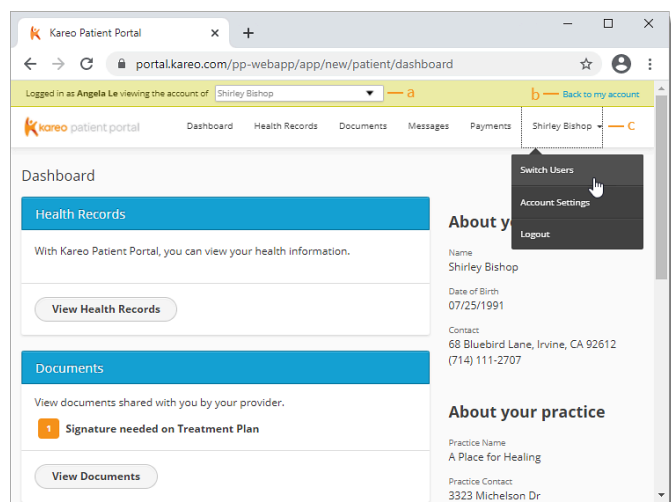 Kareo Patient Portal
portal.kareo.com/pp-webapp/app/new/patient/dashboard
Logged in as Angela Le viewing the account of Shirley Bishop a b Back to my account
kareo patient portal Dashboard Health Records Documents Messages Payments Shirley Bishop c
Switch Users
Account Settings
Logout
Dashboard
Health Records
With Kareo Patient Portal, you can view your health information.
View Health Records
Documents
View documents shared with you by your provider.
1 Signature needed on Treatment Plan
View Documents
About y
Name
Shirley Bishop
Date of Birth
07/25/1991
Contact
68 Bluebird Lane, Irvine, CA 92612
(714) 111-2707
About your practice
Practice Name
A Place for Healing
Practice Contact
3323 Michelson Dr